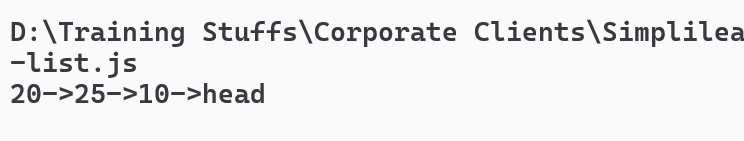 D:\Training Stuffs\Corporate Clients\Simplilea
-list.js
20->25->10->head